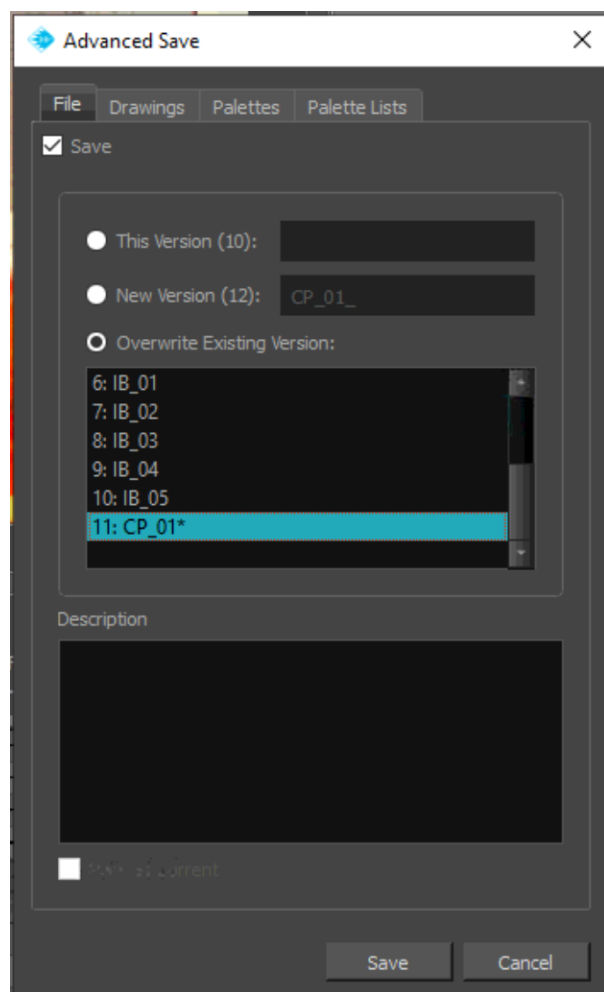 Advanced Save
File Drawings Palettes Palette Lists
Save
This Version (10):
New Version (12): CP_01_
Overwrite Existing Version:
6: IB_01
7: IB_02
8: IB_03
9: IB_04
10: IB_05
11: CP_01*
Description
current
Save Cancel